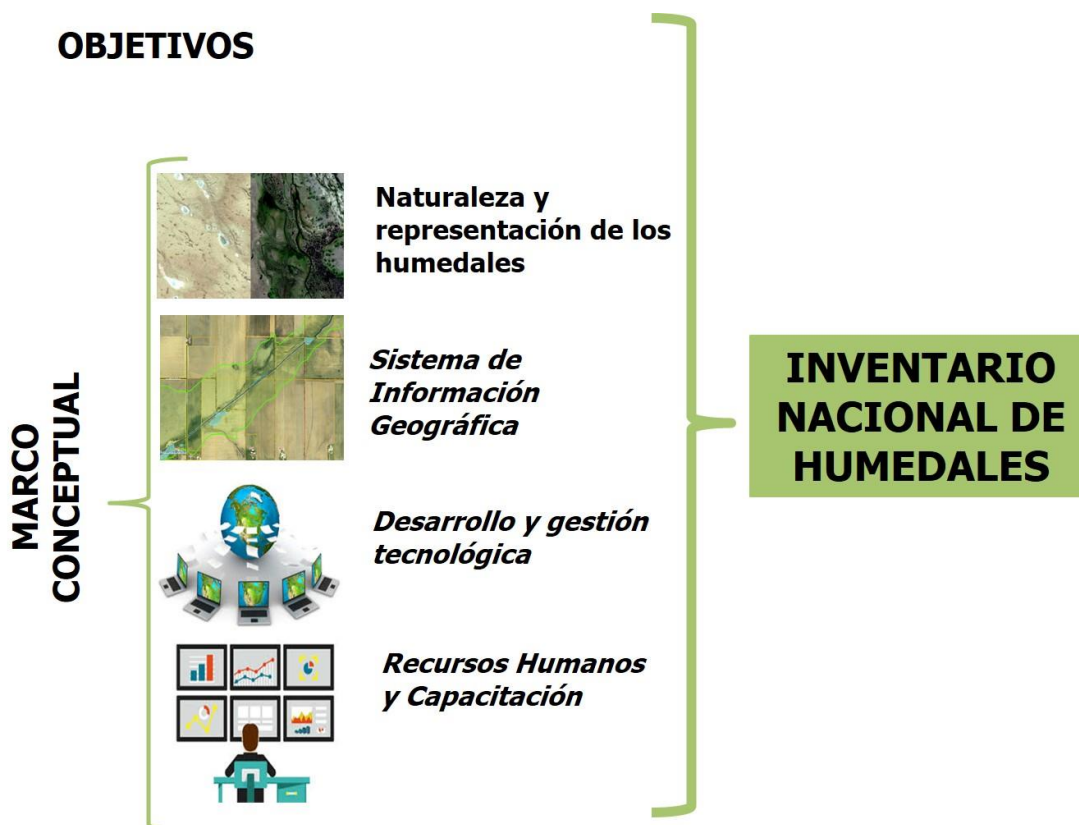 OBJETIVOS
MARCO
CONCEPTUAL
Naturaleza y
representación de los
humedales
Sistema de
Información
Geográfica
Desarrollo y gestión
tecnológica
Recursos Humanos
y Capacitación
INVENTARIO
NACIONAL DE
HUMEDALES